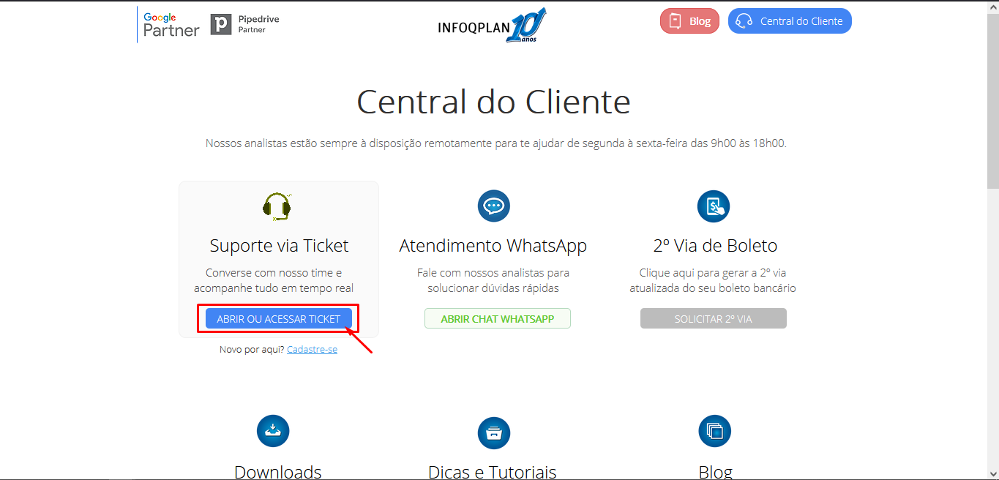 Google
Partner
p
Pipedrive
Partner
INFOQPLAN 10 anos
Blog
Central do Cliente
Central do Cliente
Nossos analistas estão sempre à disposição remotamente para te ajudar de segunda à sexta-feira das 9h00 às 18h00.
Suporte via Ticket
Converse com nosso time e
acompanhe tudo em tempo real
ABRIR OU ACESSAR TICKET
Novo por aqui? Cadastre-se
Atendimento WhatsApp
Fale com nossos analistas para
solucionar dúvidas rápidas
ABRIR CHAT WHATSAPP
$
2º Via de Boleto
Clique aqui para gerar a 2º via
atualizada do seu boleto bancário
SOLICITAR 2º VIA
Downloads
Dicas e Tutoriais
Blog